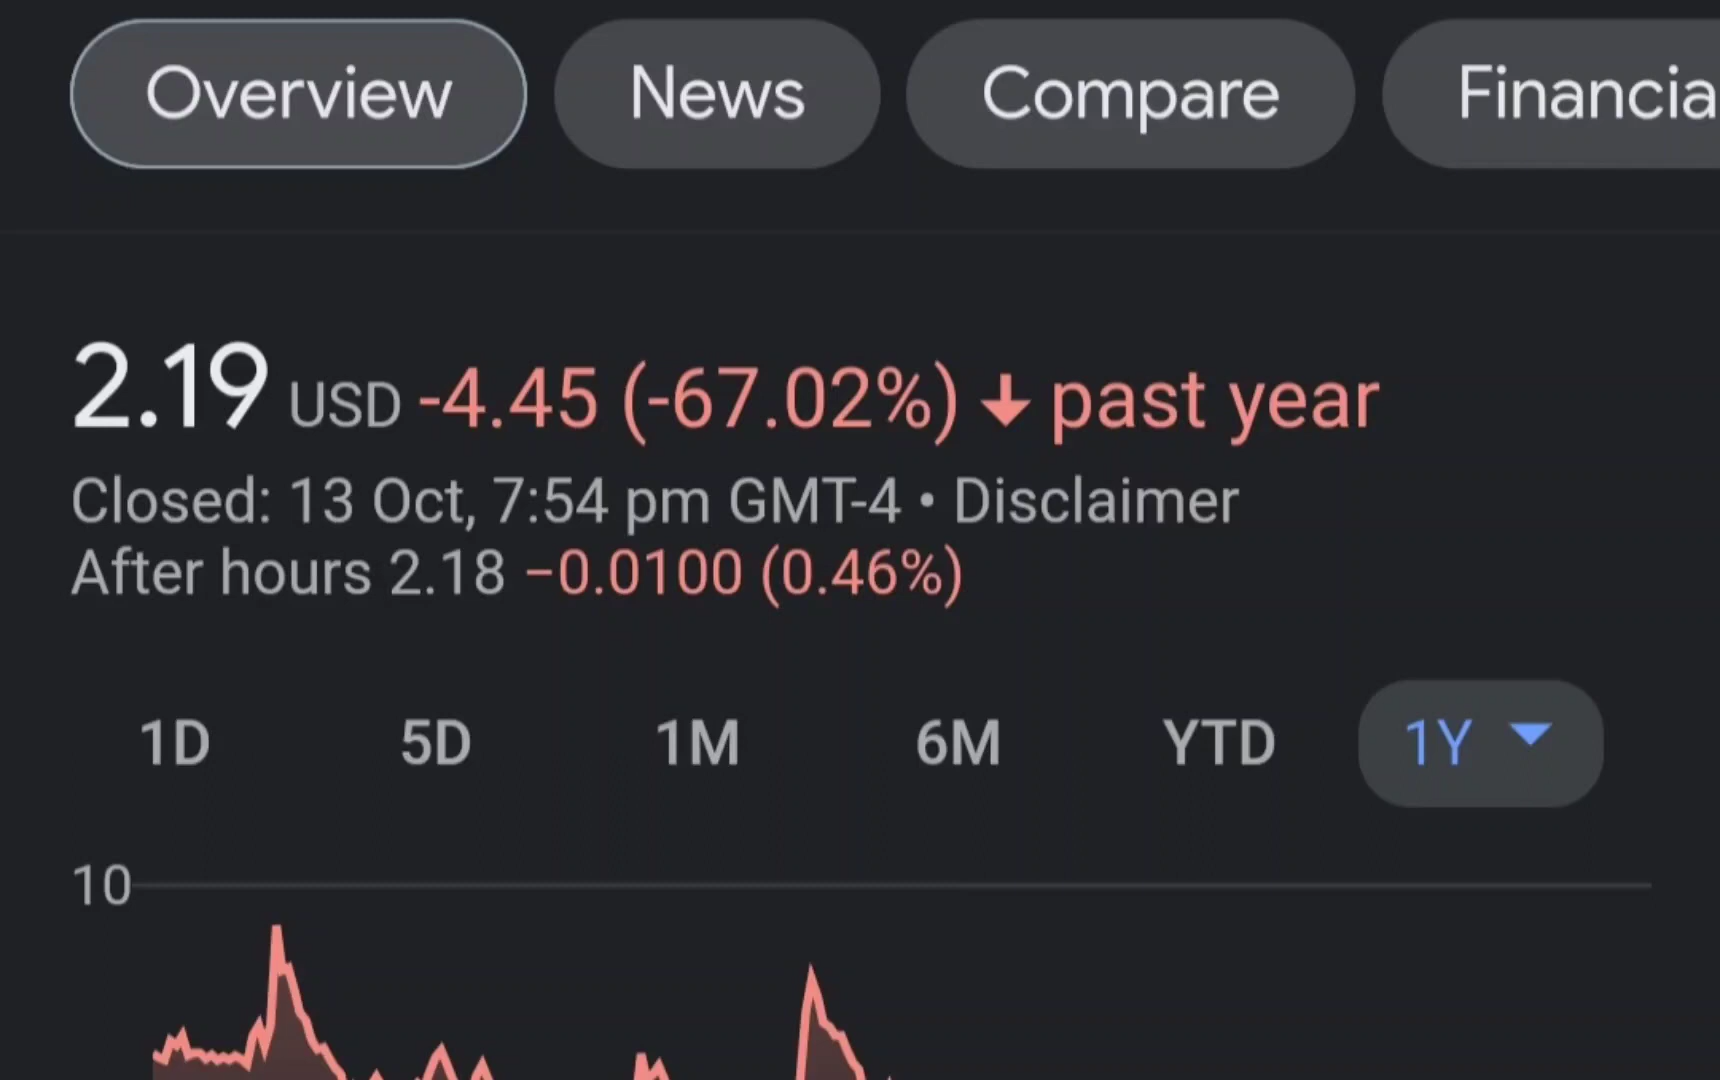 Overview News Compare Financia
2.19 USD -4.45 (-67.02%) ↓ past year
Closed: 13 Oct, 7:54 pm GMT-4 • Disclaimer
After hours 2.18 −0.0100 (0.46%)
1D 5D 1M 6M YTD 1Y
10